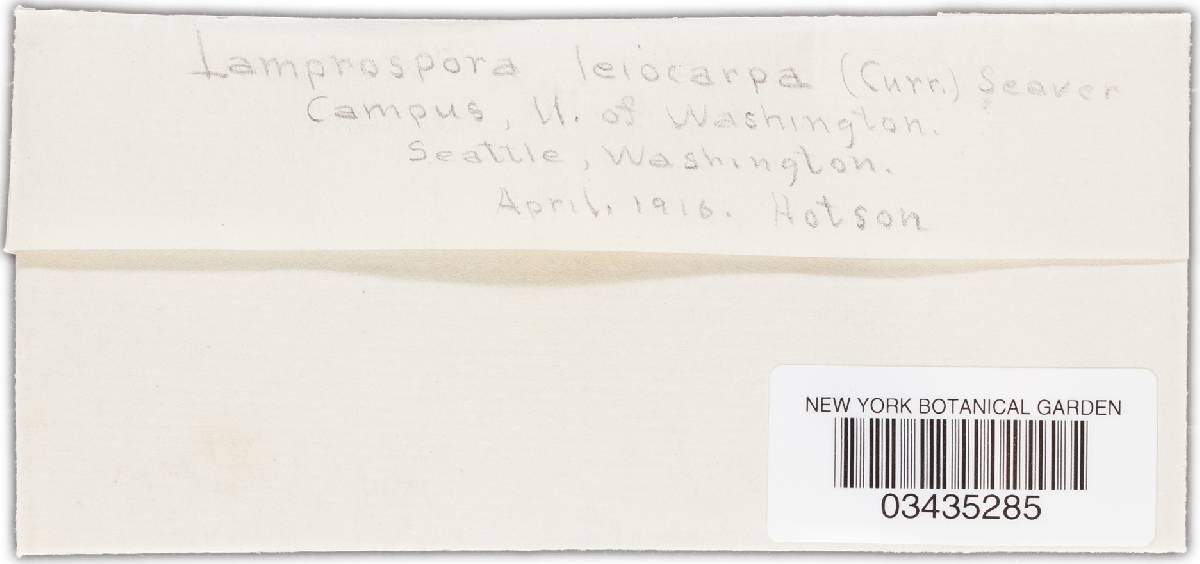 Lamprospora leiocarpa (Curr.) Seaver
Campus, U. of Washington.
Seattle, Washington.
April. 1916. Hotson
NEW YORK BOTANICAL GARDEN
03435285